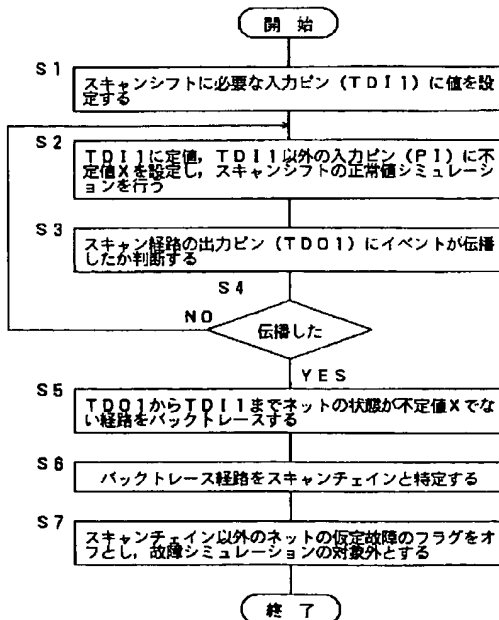 開 始
S1
スキャンシフトに必要な入力ピン(TDI1)に値を設
定する
S2
TDI1に定値,TDI1以外の入力ピン(PI)に不
定値Xを設定し,スキャンシフトの正常値シミュレーシ
ョンを行う
S3
スキャン経路の出力ピン(TDO1)にイベントが伝播
したか判断する
S4
NO
伝播した
YES
S5
TDO1からTDI1までネットの状態が不定値Xでな
い経路をバックトレースする
S6
バックトレース経路をスキャンチェインと特定する
S7
スキャンチェイン以外のネットの仮定故障のフラグをオ
フとし,故障シミュレーションの対象外とする
終 了